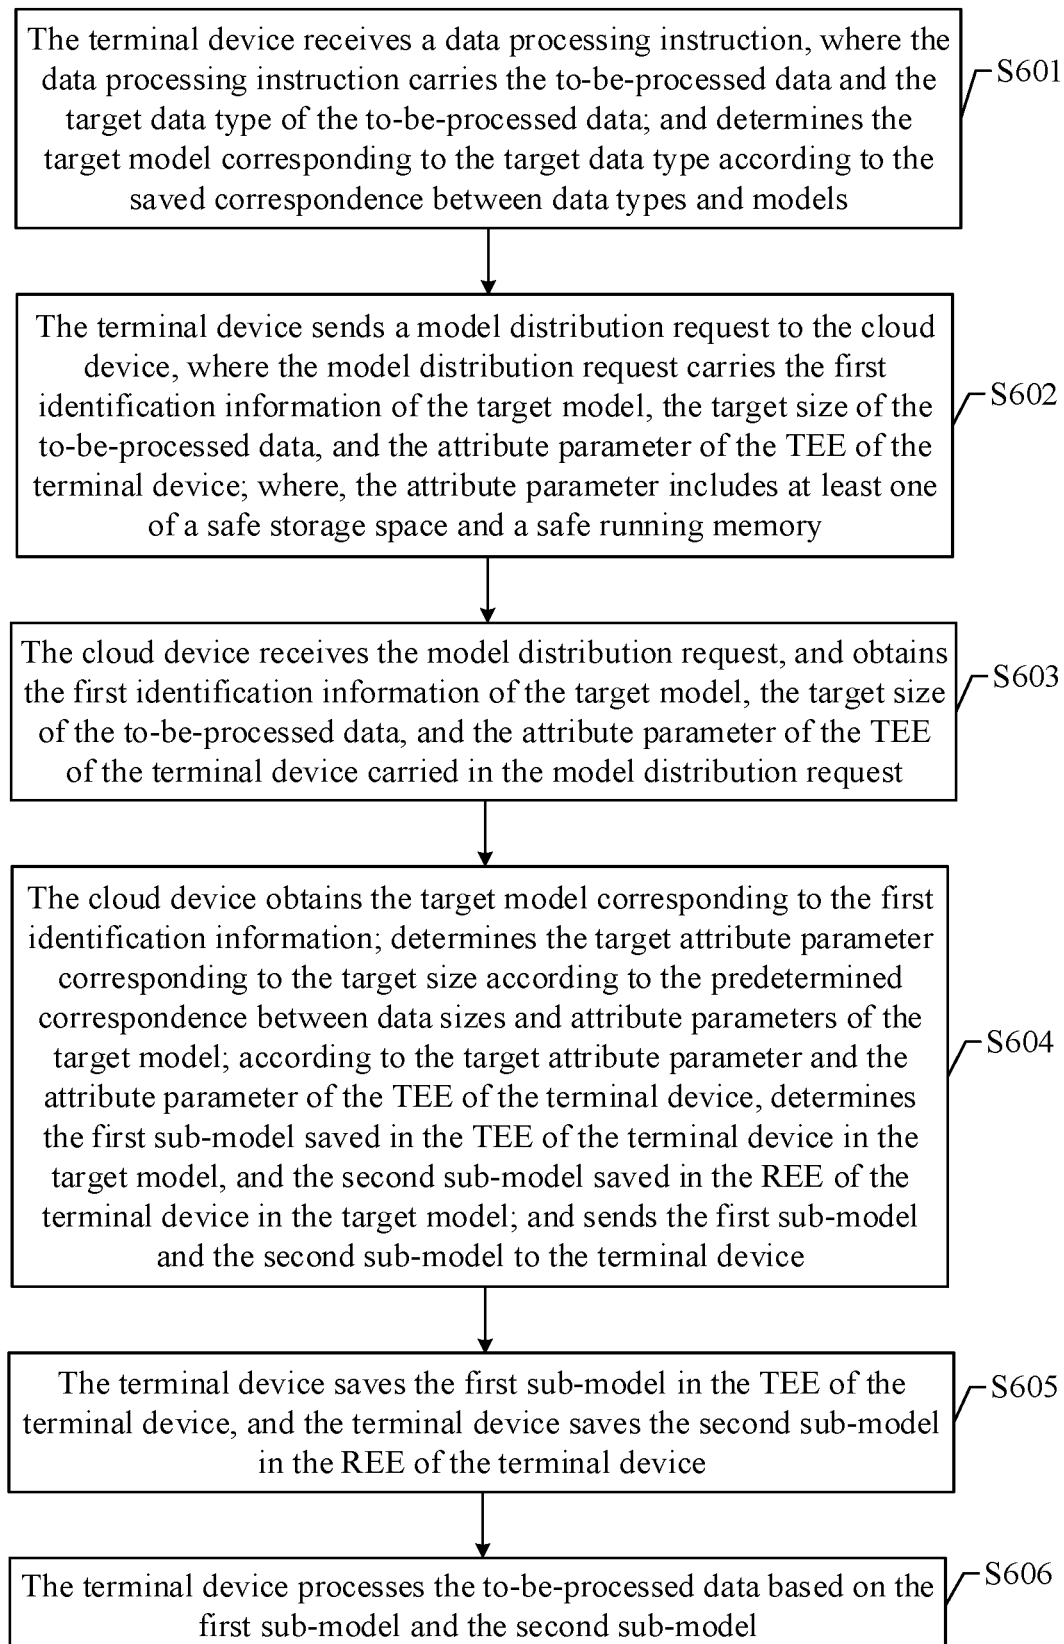 The terminal device receives a data processing instruction, where the
data processing instruction carries the to-be-processed data and the
target data type of the to-be-processed data; and determines the
target model corresponding to the target data type according to the
saved correspondence between data types and models
S601
The terminal device sends a model distribution request to the cloud
device, where the model distribution request carries the first
identification information of the target model, the target size of the
to-be-processed data, and the attribute parameter of the TEE of the
terminal device; where, the attribute parameter includes at least one
of a safe storage space and a safe running memory
S602
The cloud device receives the model distribution request, and obtains
the first identification information of the target model, the target size
of the to-be-processed data, and the attribute parameter of the TEE
of the terminal device carried in the model distribution request
S603
The cloud device obtains the target model corresponding to the first
identification information; determines the target attribute parameter
corresponding to the target size according to the predetermined
correspondence between data sizes and attribute parameters of the
target model; according to the target attribute parameter and the
attribute parameter of the TEE of the terminal device, determines
the first sub-model saved in the TEE of the terminal device in the
target model, and the second sub-model saved in the REE of the
terminal device in the target model; and sends the first sub-model
and the second sub-model to the terminal device
S604
The terminal device saves the first sub-model in the TEE of the
terminal device, and the terminal device saves the second sub-model
in the REE of the terminal device
S605
The terminal device processes the to-be-processed data based on the
first sub-model and the second sub-model
S606